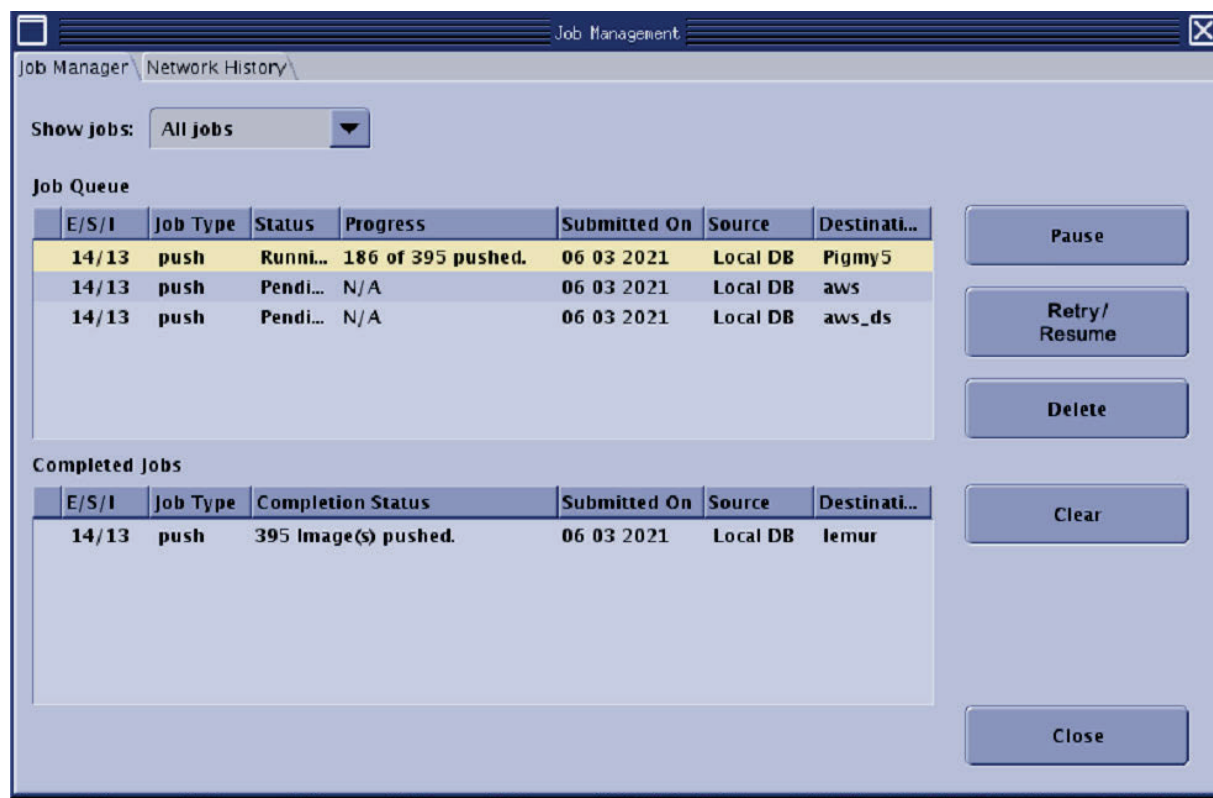 Job Management
Job Manager Network History
Show jobs: All jobs
Job Queue
E/S/I Job Type Status Progress Submitted On Source Destinati...
14/13 push Runni... 186 of 395 pushed. 06 03 2021 Local DB Pigmy5
14/13 push Pendi... N/A 06 03 2021 Local DB aws
14/13 push Pendi... N/A 06 03 2021 Local DB aws_ds
Pause
Retry/
Resume
Delete
Completed Jobs
E/S/I Job Type Completion Status Submitted On Source Destinati...
14/13 push 395 Image(s) pushed. 06 03 2021 Local DB lemur
Clear
Close